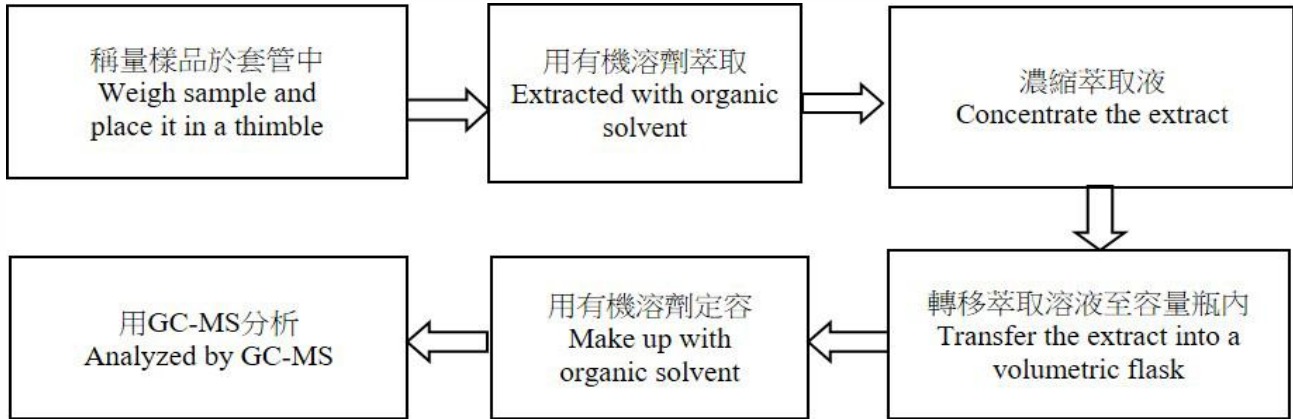 稱量樣品於套管中
Weigh sample and
place it in a thimble
用有機溶劑萃取
Extracted with organic
solvent
濃縮萃取液
Concentrate the extract
轉移萃取溶液至容量瓶內
Transfer the extract into a
volumetric flask
用有機溶劑定容
Make up with
organic solvent
用GC-MS分析
Analyzed by GC-MS